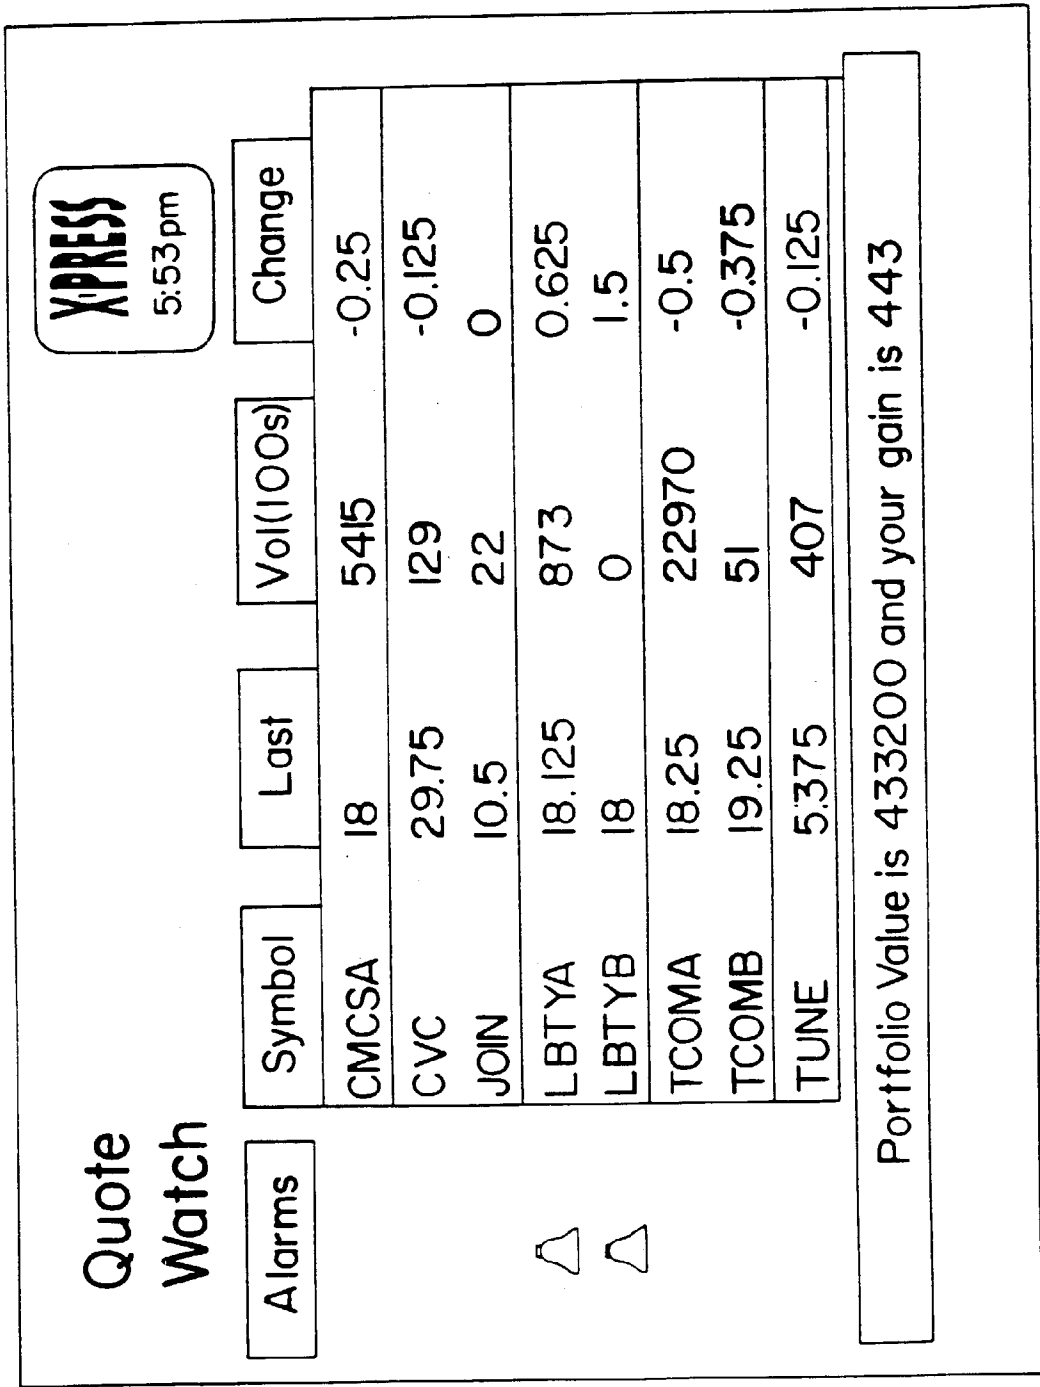 Quote
Watch
X·PRESS
5:53pm
Alarms Symbol Last Vol(100s) Change
CMCSA 18 5415 -0.25
CVC 29.75 129 -0.125
JOIN 10.5 22 0
LBTYA 18.125 873 0.625
LBTYB 18 0 1.5
TCOMA 18.25 22970 -0.5
TCOMB 19.25 51 -0.375
TUNE 5.375 407 -0.125
Portfolio Value is 433200 and your gain is 443